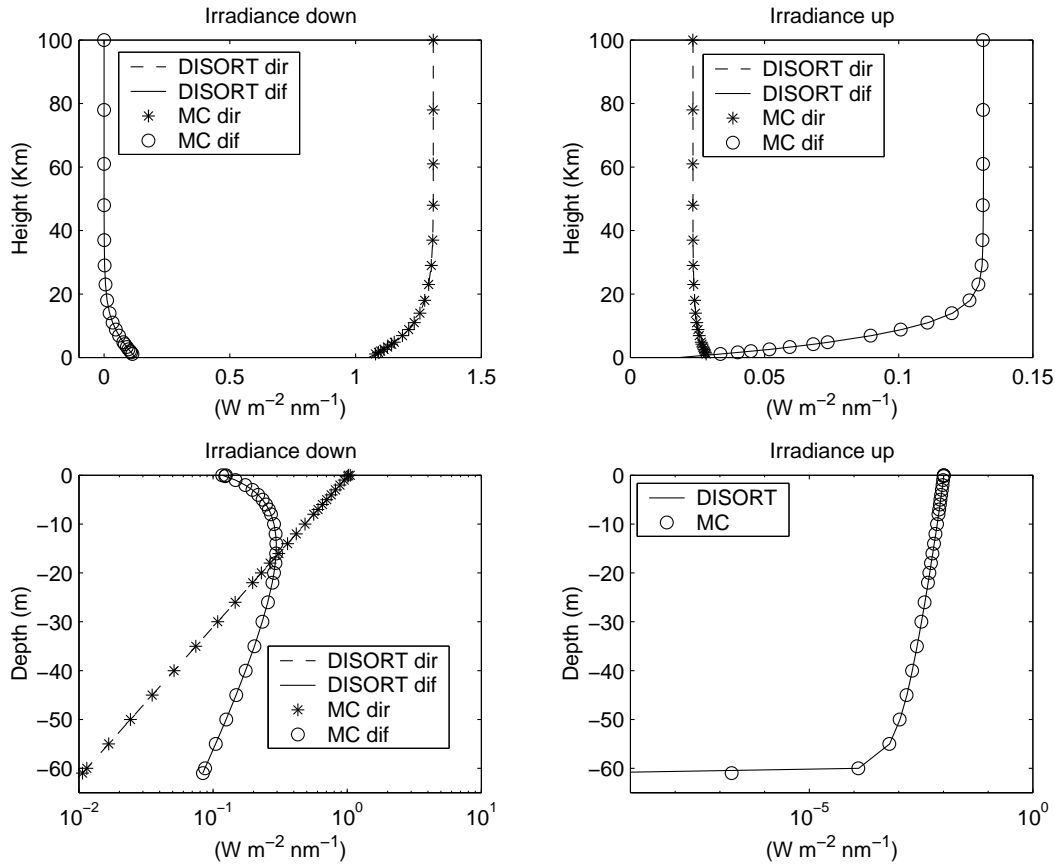 Irradiance down
100
80
60
40
20
0
Height (Km)
DISORT dir
DISORT dif
MC dir
MC dif
0
0.5
1
1.5
(W m⁻² nm⁻¹)
Irradiance up
100
80
60
40
20
0
Height (Km)
DISORT dir
DISORT dif
MC dir
MC dif
0
0.05
0.1
0.15
(W m⁻² nm⁻¹)
Irradiance down
0
−10
−20
−30
−40
−50
−60
Depth (m)
DISORT dir
DISORT dif
MC dir
MC dif
10⁻²
10⁻¹
10⁰
10¹
(W m⁻² nm⁻¹)
Irradiance up
0
−10
−20
−30
−40
−50
−60
Depth (m)
DISORT
MC
10⁻⁵
10⁰
(W m⁻² nm⁻¹)